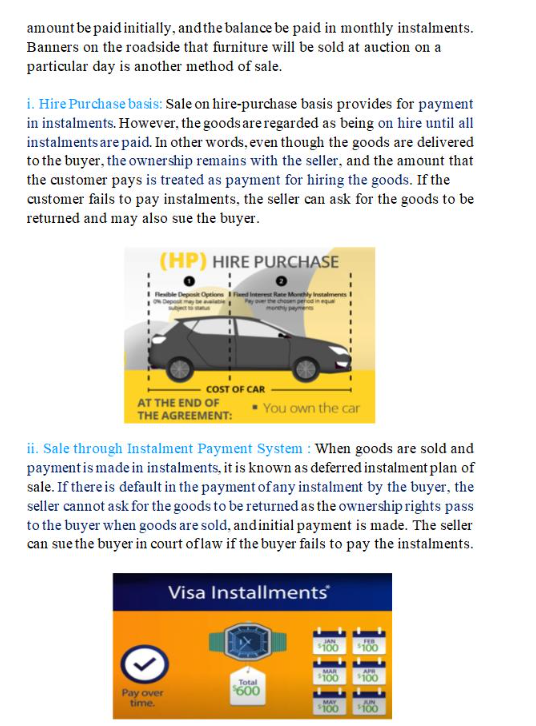 amount be paid initially, and the balance be paid in monthly instalments.
Banners on the roadside that furniture will be sold at auction on a
particular day is another method of sale.
i. Hire Purchase basis: Sale on hire-purchase basis provides for payment
in instalments. However, the goods are regarded as being on hire until all
instalments are paid. In other words, even though the goods are delivered
to the buyer, the ownership remains with the seller, and the amount that
the customer pays is treated as payment for hiring the goods. If the
customer fails to pay instalments, the seller can ask for the goods to be
returned and may also sue the buyer.
(HP) HIRE PURCHASE
1 2
Flexible Deposit Options Fixed Interest Rate Monthly Instalments
0% Deposit may be available Pay over the chosen period in equal
subject to status monthly payments
COST OF CAR
AT THE END OF
THE AGREEMENT:
▪ You own the car
ii. Sale through Instalment Payment System : When goods are sold and
payment is made in instalments, it is known as deferred instalment plan of
sale. If there is default in the payment of any instalment by the buyer, the
seller cannot ask for the goods to be returned as the ownership rights pass
to the buyer when goods are sold, and initial payment is made. The seller
can sue the buyer in court of law if the buyer fails to pay the instalments.
Visa Installments
JAN FEB
$100 $100
MAR APR
$100 $100
Total
$600
Pay over
time.
MAY JUN
$100 $100